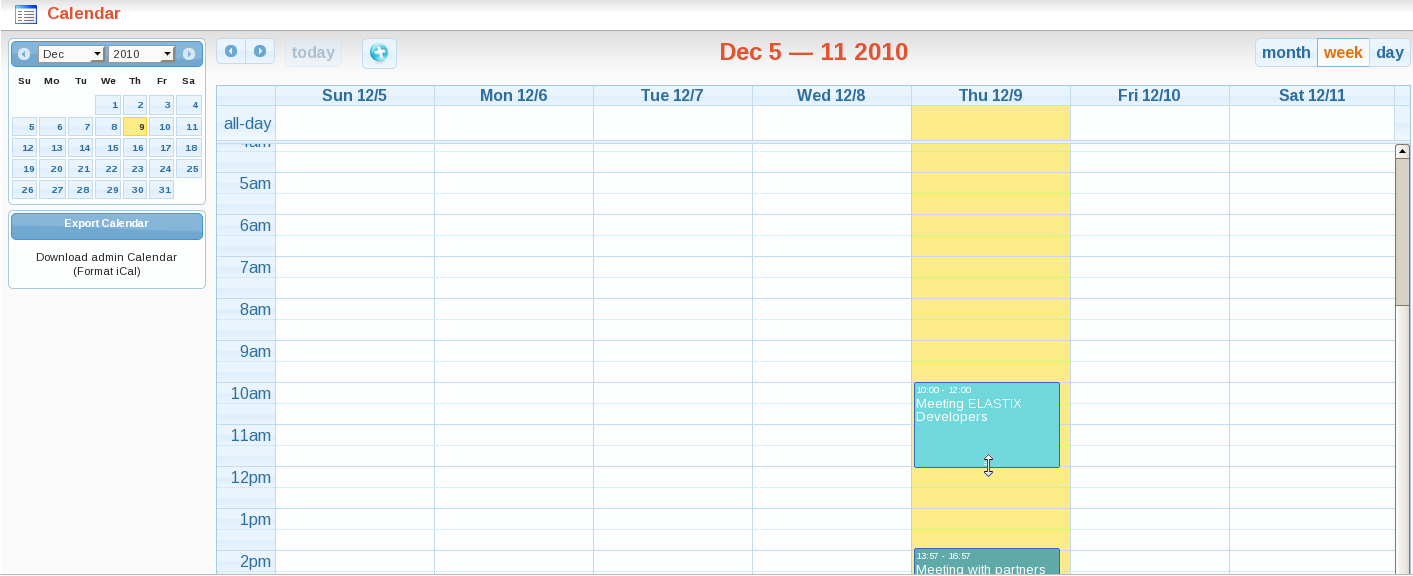 Calendar
Dec 2010
Su Mo Tu We Th Fr Sa
1 2 3 4
5 6 7 8 9 10 11
12 13 14 15 16 17 18
19 20 21 22 23 24 25
26 27 28 29 30 31
Export Calendar
Download admin Calendar
(Format iCal)
today
Dec 5 — 11 2010
month week day
Sun 12/5 Mon 12/6 Tue 12/7 Wed 12/8 Thu 12/9 Fri 12/10 Sat 12/11
all-day
4am
5am
6am
7am
8am
9am
10am
10:00 - 12:00
Meeting ELASTIX
Developers
11am
12pm
1pm
2pm
13:57 - 16:57
Meeting with partners